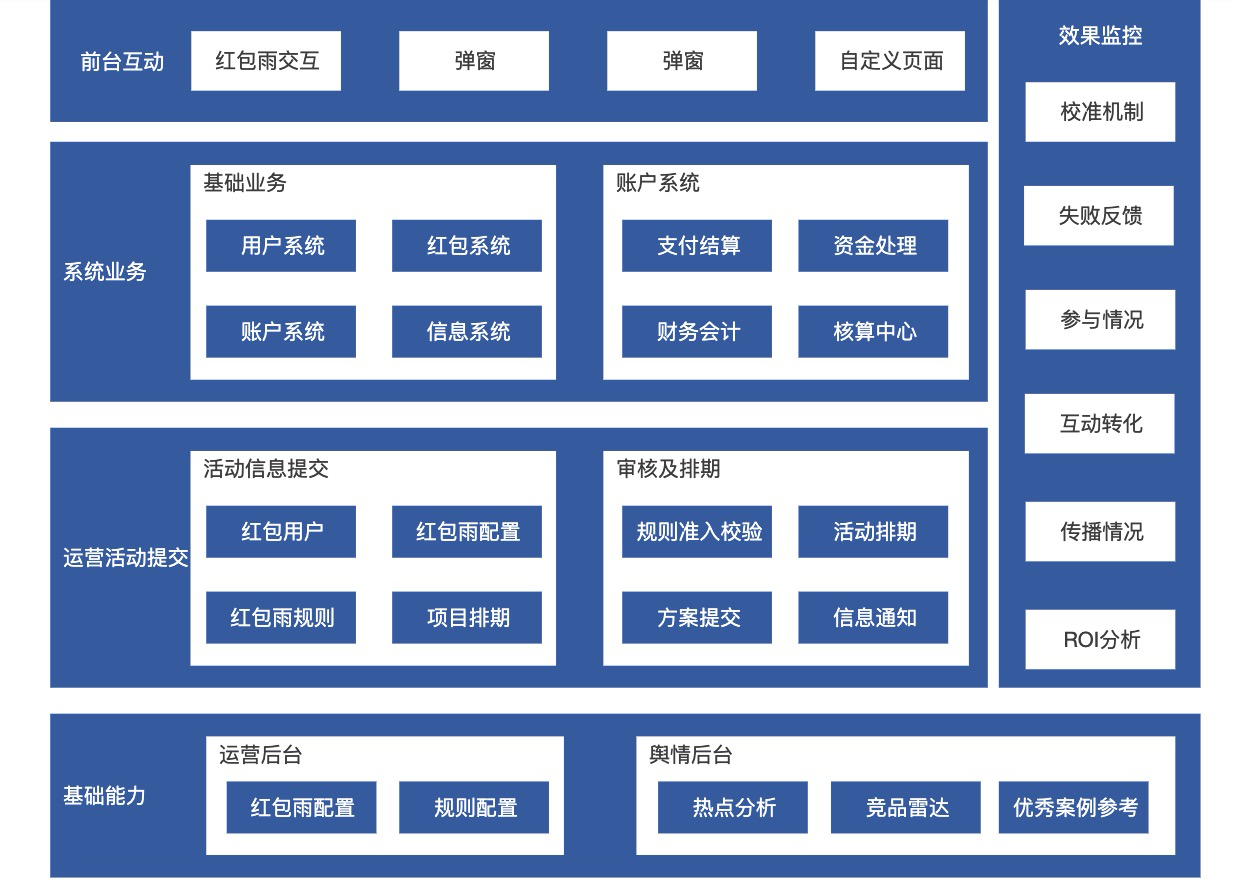 前台互动
红包雨交互
弹窗
弹窗
自定义页面
系统业务
基础业务
用户系统
红包系统
账户系统
信息系统
账户系统
支付结算
资金处理
财务会计
核算中心
运营活动提交
活动信息提交
红包用户
红包雨配置
红包雨规则
项目排期
审核及排期
规则准入校验
活动排期
方案提交
信息通知
效果监控
校准机制
失败反馈
参与情况
互动转化
传播情况
ROI分析
基础能力
运营后台
红包雨配置
规则配置
舆情后台
热点分析
竞品雷达
优秀案例参考